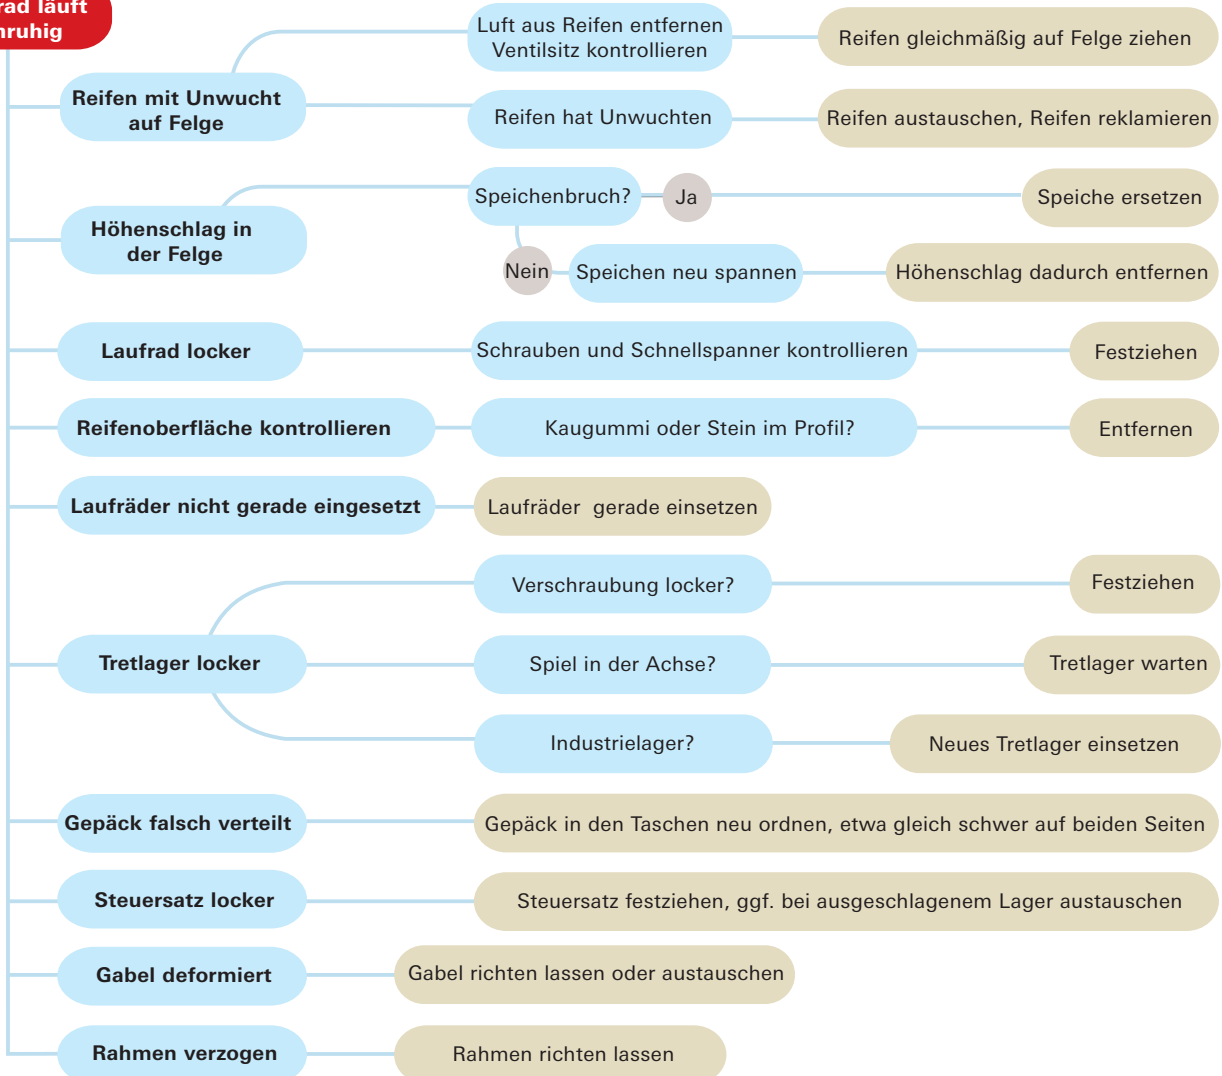 rad läuft
ruhig
Luft aus Reifen entfernen
Ventilsitz kontrollieren
Reifen gleichmäßig auf Felge ziehen
Reifen mit Unwucht
auf Felge
Reifen hat Unwuchten
Reifen austauschen, Reifen reklamieren
Speichenbruch?
Ja
Speiche ersetzen
Höhenschlag in
der Felge
Nein
Speichen neu spannen
Höhenschlag dadurch entfernen
Laufrad locker
Schrauben und Schnellspanner kontrollieren
Festziehen
Reifenoberfläche kontrollieren
Kaugummi oder Stein im Profil?
Entfernen
Laufräder nicht gerade eingesetzt
Laufräder gerade einsetzen
Verschraubung locker?
Festziehen
Tretlager locker
Spiel in der Achse?
Tretlager warten
Industrielager?
Neues Tretlager einsetzen
Gepäck falsch verteilt
Gepäck in den Taschen neu ordnen, etwa gleich schwer auf beiden Seiten
Steuersatz locker
Steuersatz festziehen, ggf. bei ausgeschlagenem Lager austauschen
Gabel deformiert
Gabel richten lassen oder austauschen
Rahmen verzogen
Rahmen richten lassen